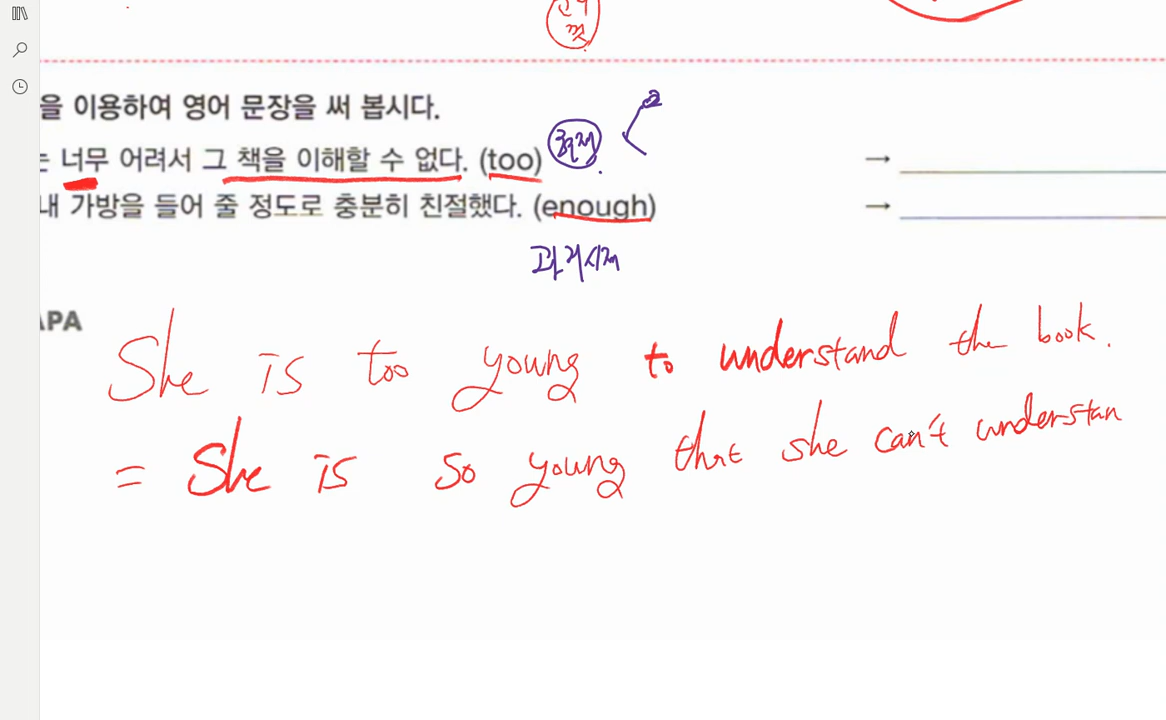 을 이용하여 영어 문장을 써 봅시다.
현재
는 너무 어려서 그 책을 이해할 수 없다. (too) →
내 가방을 들어 줄 정도로 충분히 친절했다. (enough) →
과거시제
APA
She is too young to understand the book.
= She is so young that she can't understan